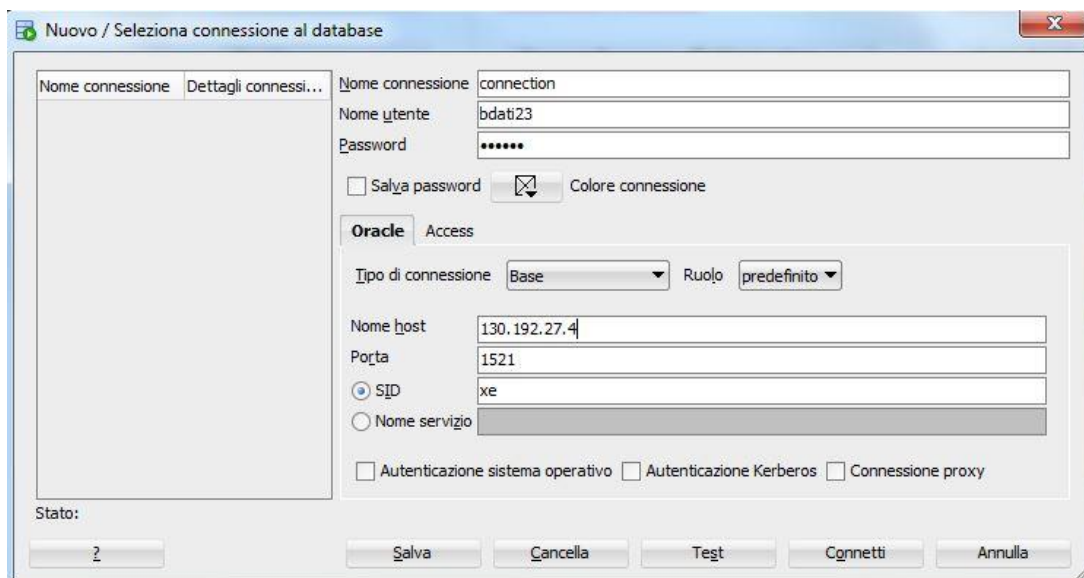 Nuovo / Seleziona connessione al database
Nome connessione Dettagli connessi...
Nome connessione connection
Nome utente bdati23
Password ••••••
Salva password Colore connessione
Oracle Access
Tipo di connessione Base Ruolo predefinito
Nome host 130.192.27.4
Porta 1521
SID xe
Nome servizio
Autenticazione sistema operativo Autenticazione Kerberos Connessione proxy
Stato:
? Salva Cancella Test Connetti Annulla